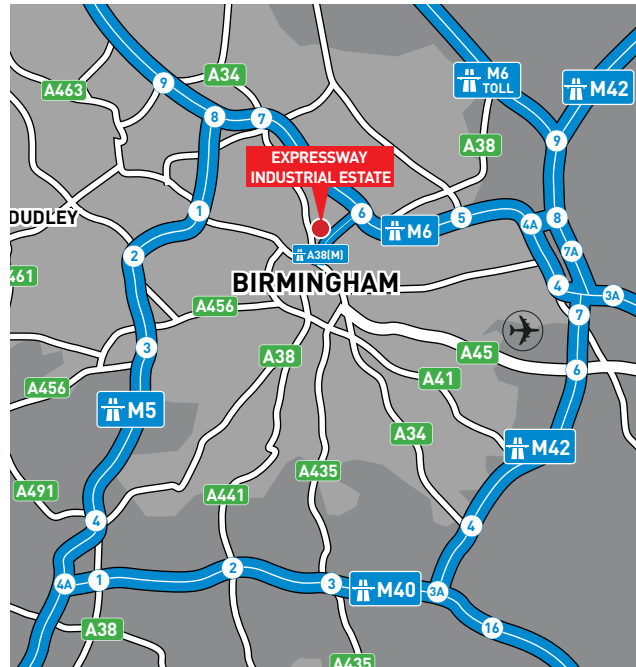 M6
TOLL
M42
A34
9
A463
8
7
A38
9
EXPRESSWAY
INDUSTRIAL ESTATE
1
6
M6
5
4A
8
DUDLEY
A38(M)
7A
2
BIRMINGHAM
461
4
3A
A456
7
3
A38
A45
6
A456
A41
M5
A34
M42
A435
A491
A441
4
4
2
4A
1
3
M40
3A
A38
16
A435